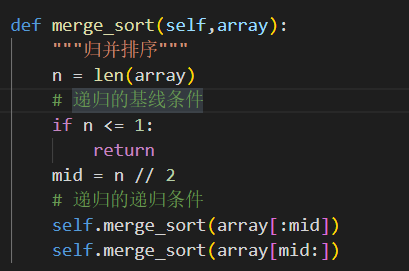 def merge_sort(self,array):
    """归并排序"""
    n = len(array)
    # 递归的基线条件
    if n <= 1:
        return
    mid = n // 2
    # 递归的递归条件
    self.merge_sort(array[:mid])
    self.merge_sort(array[mid:])